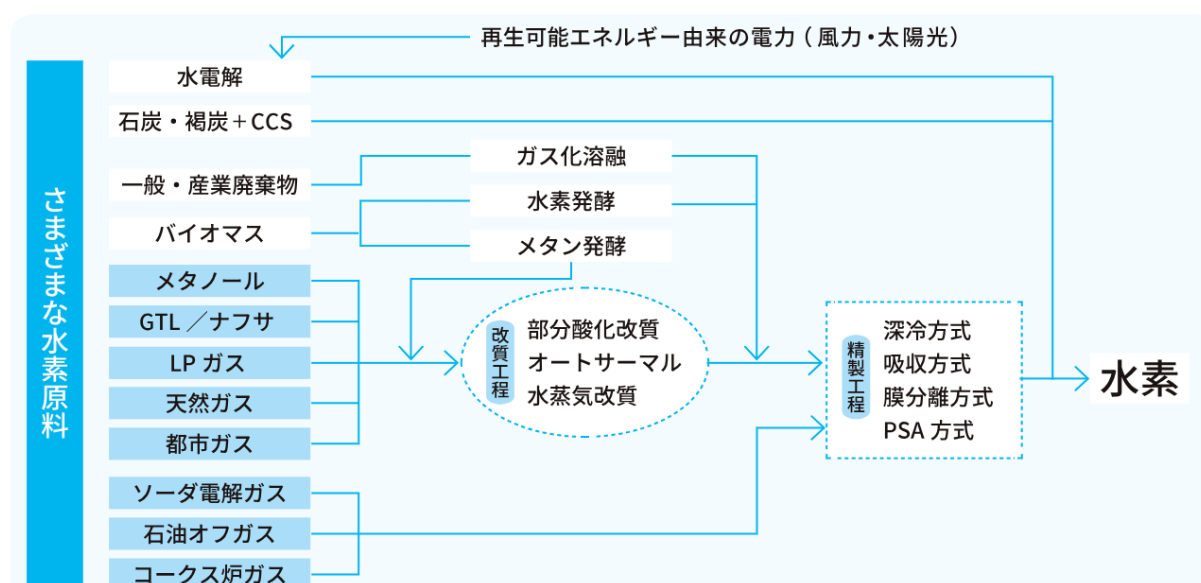 再生可能エネルギー由来の電力（風力・太陽光）
さまざまな水素原料
水電解
石炭・褐炭＋CCS
一般・産業廃棄物
バイオマス
メタノール
GTL／ナフサ
LP ガス
天然ガス
都市ガス
ソーダ電解ガス
石油オフガス
コークス炉ガス
ガス化溶融
水素発酵
メタン発酵
改質工程
部分酸化改質
オートサーマル
水蒸気改質
精製工程
深冷方式
吸収方式
膜分離方式
PSA 方式
水素